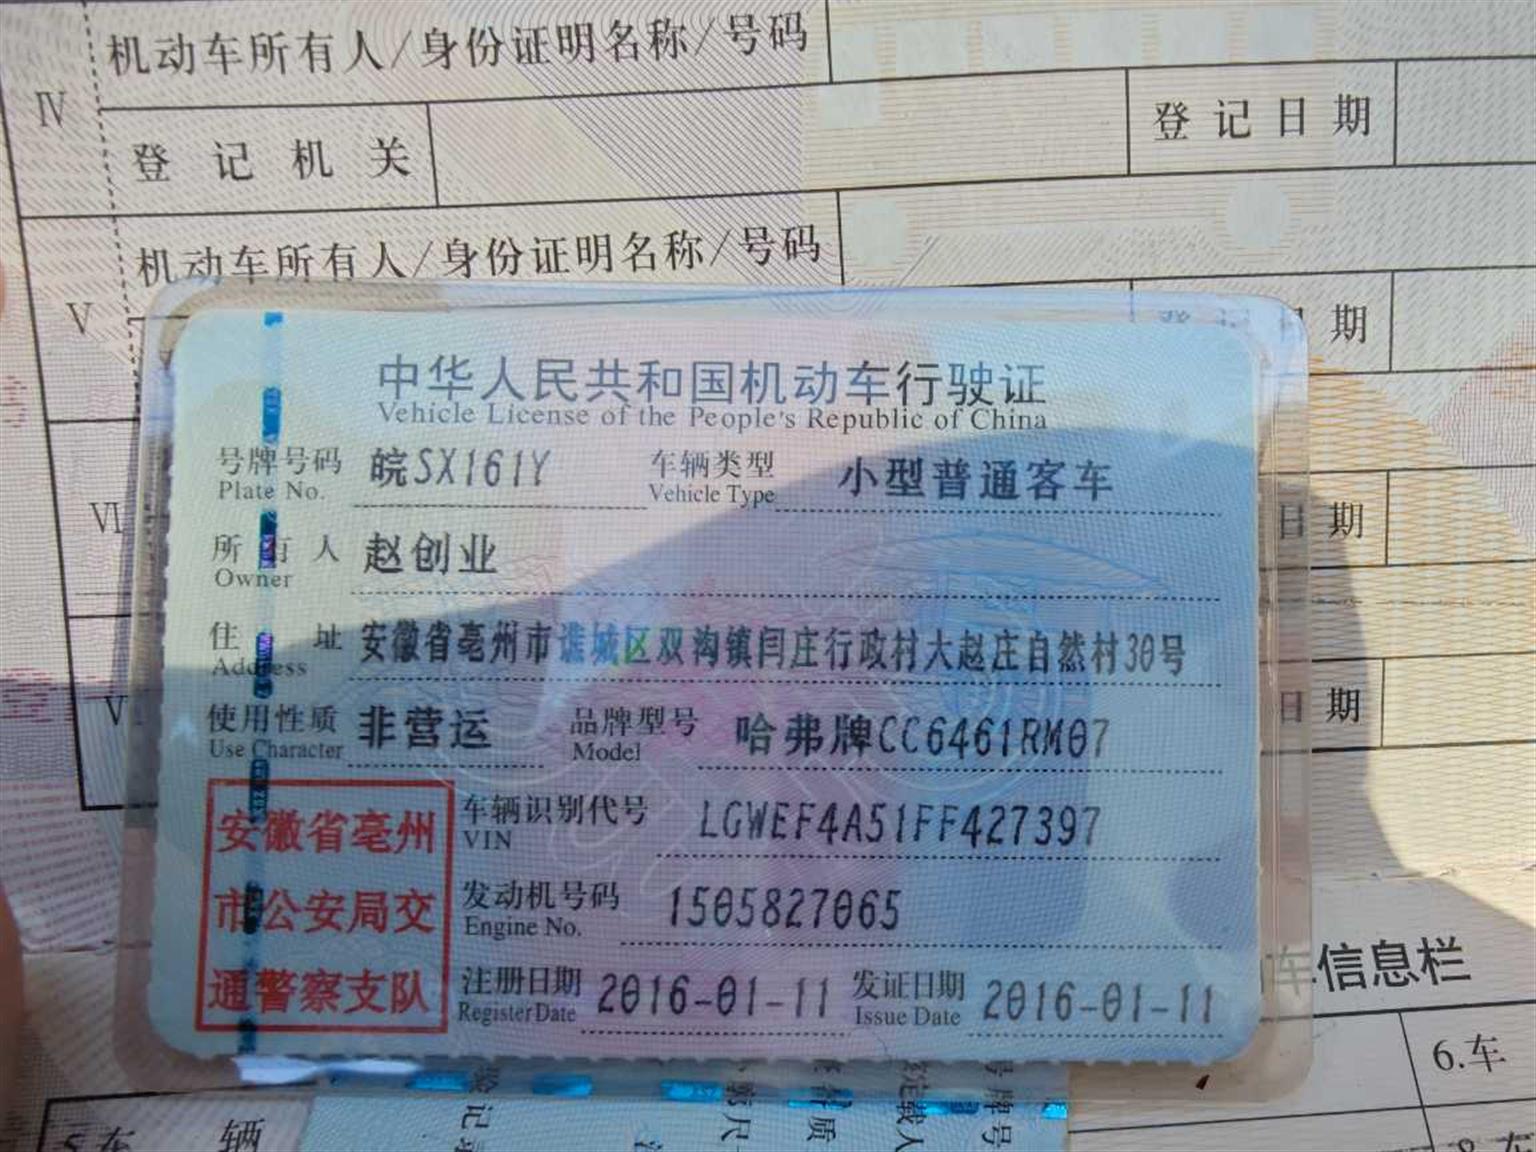 IV
机动车所有人/身份证明名称/号码
登记机关
登记日期
V
机动车所有人/身份证明名称/号码
登记日期
VI
日期
日期
中华人民共和国机动车行驶证
Vehicle License of the People's Republic of China
号牌号码 皖SX161Y 车辆类型 小型普通客车
Plate No. Vehicle Type
所有人 赵创业
Owner
住址 安徽省亳州市谯城区双沟镇闫庄行政村大赵庄自然村30号
Address
使用性质 非营运 品牌型号 哈弗牌CC6461RM07
Use Character Model
安徽省亳州
市公安局交
通警察支队
车辆识别代号 LGWEF4A51FF427397
VIN
发动机号码 1505827065
Engine No.
注册日期 2016-01-11 发证日期 2016-01-11
Register Date Issue Date
车信息栏
6.车
5.车辆
号牌号